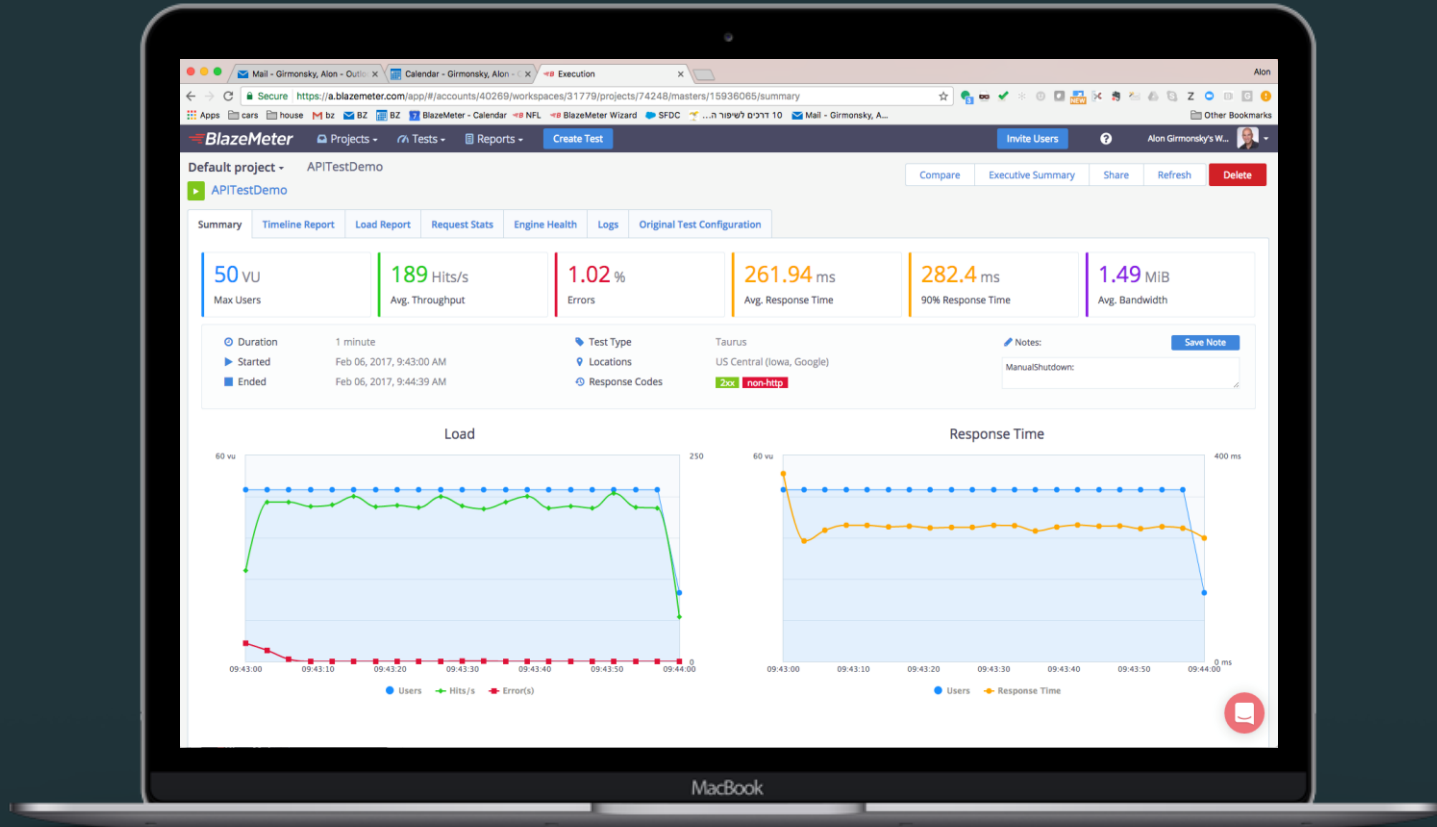 Mail - Girmonsky, Alon - Outlo
Calendar - Girmonsky, Alon - O
Execution
Alon
Secure https://a.blazemeter.com/app/#/accounts/40269/workspaces/31779/projects/74248/masters/15936065/summary
NEW
Apps cars house bz BZ BZ BlazeMeter - Calendar NFL BlazeMeter Wizard SFDC 10 דרכים לשיפור ה... Mail - Girmonsky, A... Other Bookmarks
BlazeMeter Projects Tests Reports Create Test Invite Users ? Alon Girmonsky's W...
Default project APITestDemo
APITestDemo
Compare Executive Summary Share Refresh Delete
Summary Timeline Report Load Report Request Stats Engine Health Logs Original Test Configuration
50 VU 189 Hits/s 1.02 % 261.94 ms 282.4 ms 1.49 MiB
Max Users Avg. Throughput Errors Avg. Response Time 90% Response Time Avg. Bandwidth
Duration 1 minute Test Type Taurus Notes: Save Note
Started Feb 06, 2017, 9:43:00 AM Locations US Central (Iowa, Google) ManualShutdown:
Ended Feb 06, 2017, 9:44:39 AM Response Codes 2xx non-http
Load
60 vu 250
0
09:43:00 09:43:10 09:43:20 09:43:30 09:43:40 09:43:50 09:44:00
Users Hits/s Error(s)
Response Time
60 vu 400 ms
0 ms
09:43:00 09:43:10 09:43:20 09:43:30 09:43:40 09:43:50 09:44:00
Users Response Time
MacBook